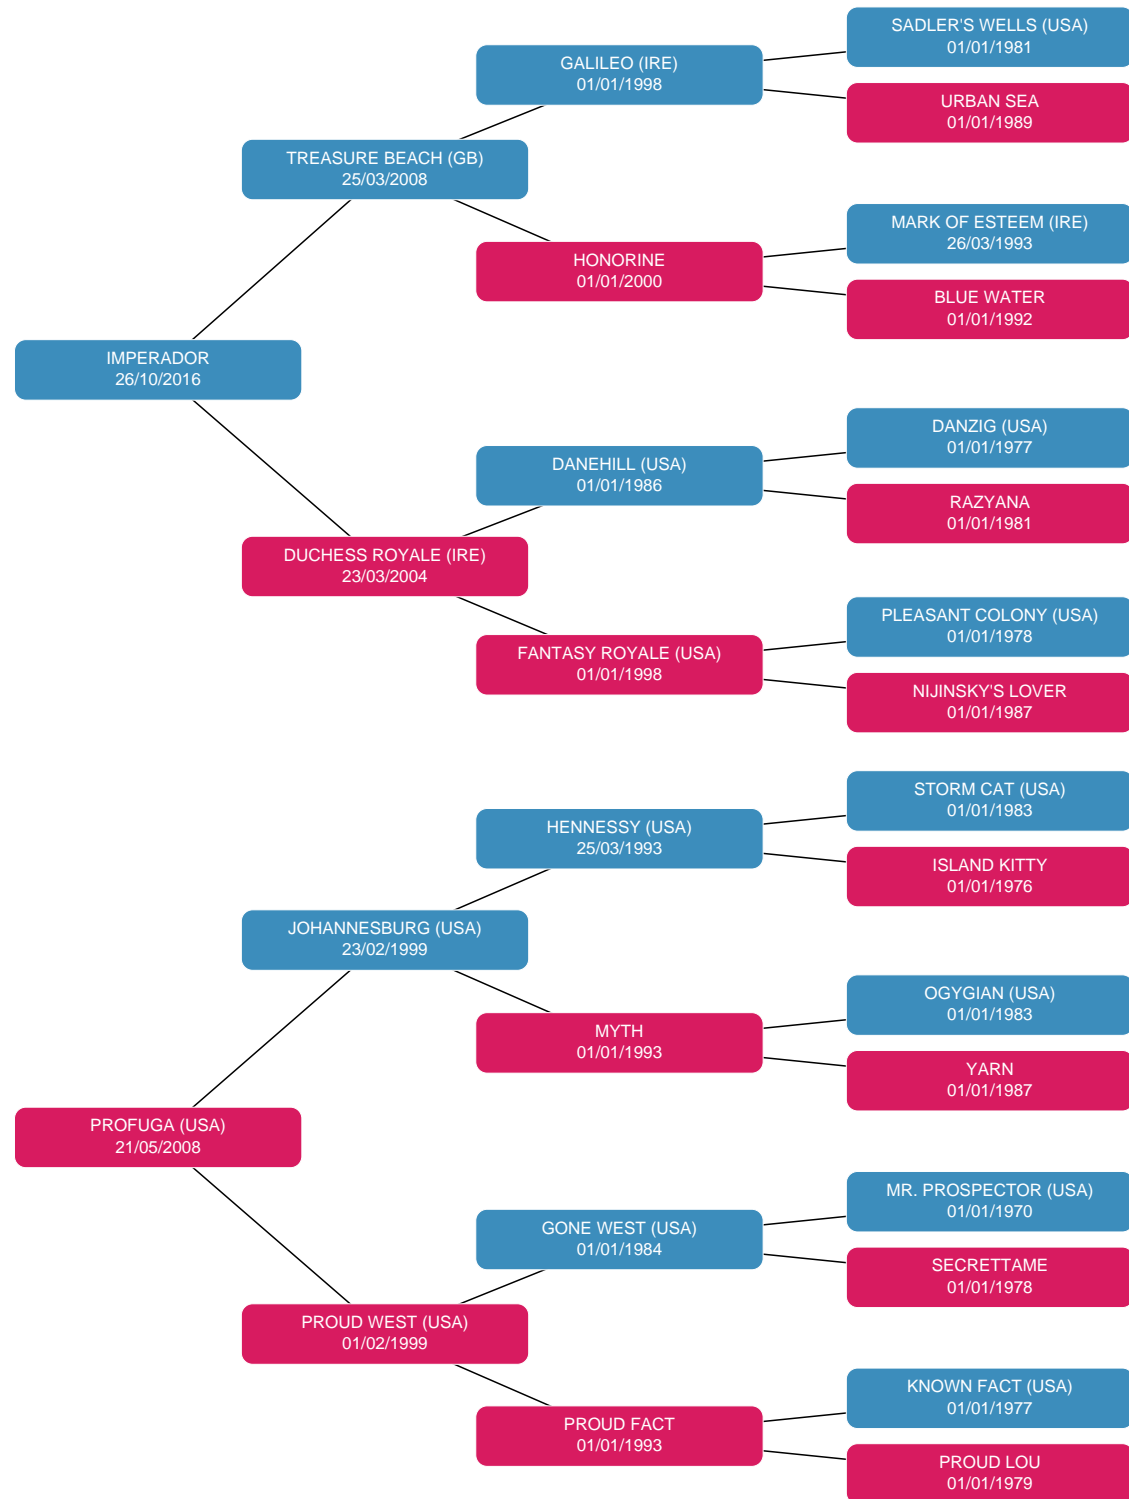 SADLER'S WELLS (USA)
01/01/1981
GALILEO (IRE)
01/01/1998
URBAN SEA
01/01/1989
TREASURE BEACH (GB)
25/03/2008
MARK OF ESTEEM (IRE)
26/03/1993
HONORINE
01/01/2000
BLUE WATER
01/01/1992
IMPERADOR
26/10/2016
DANZIG (USA)
01/01/1977
DANEHILL (USA)
01/01/1986
RAZYANA
01/01/1981
DUCHESS ROYALE (IRE)
23/03/2004
PLEASANT COLONY (USA)
01/01/1978
FANTASY ROYALE (USA)
01/01/1998
NIJINSKY'S LOVER
01/01/1987
STORM CAT (USA)
01/01/1983
HENNESSY (USA)
25/03/1993
ISLAND KITTY
01/01/1976
JOHANNESBURG (USA)
23/02/1999
OGYGIAN (USA)
01/01/1983
MYTH
01/01/1993
YARN
01/01/1987
PROFUGA (USA)
21/05/2008
MR. PROSPECTOR (USA)
01/01/1970
GONE WEST (USA)
01/01/1984
SECRETTAME
01/01/1978
PROUD WEST (USA)
01/02/1999
KNOWN FACT (USA)
01/01/1977
PROUD FACT
01/01/1993
PROUD LOU
01/01/1979